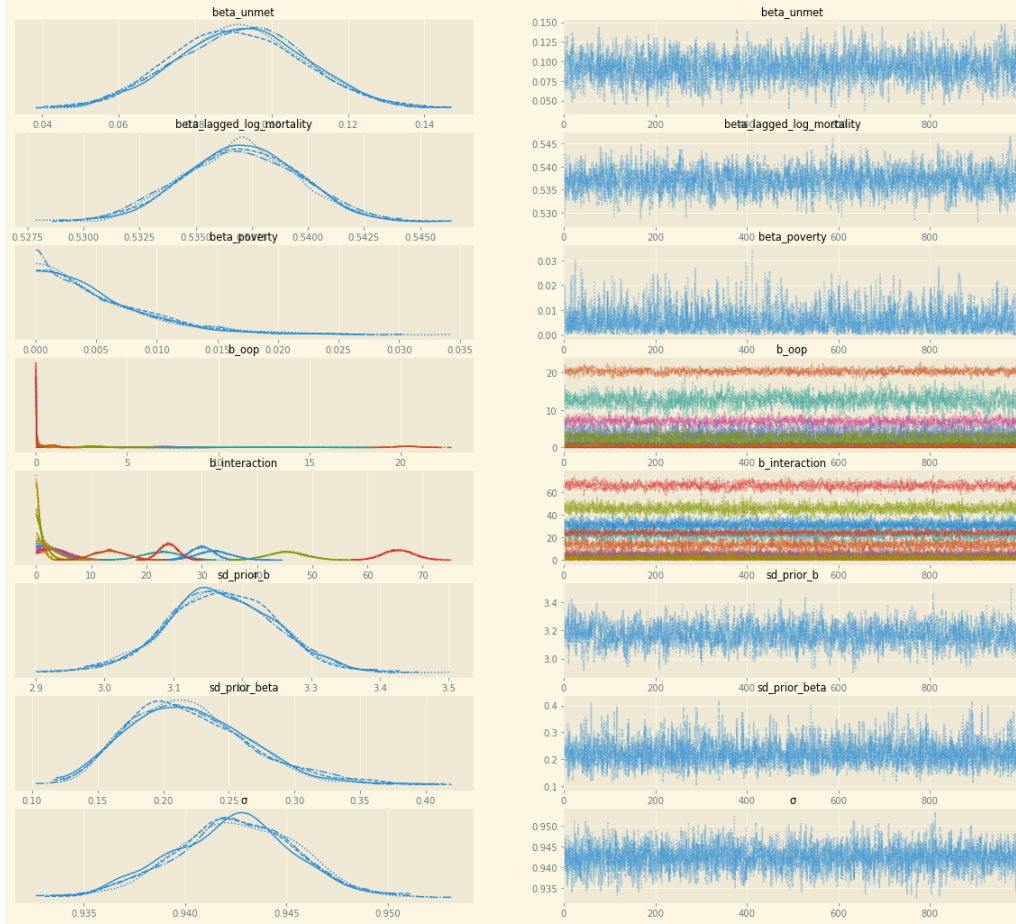 beta_unmet beta_unmet
0.150
0.125
0.100
0.075
0.050
0.04 0.06 0.12 0.14 0 200 400 600 800
beta_lagged_log_mortality beta_lagged_log_mortality
0.545
0.540
0.535
0.530
0.5275 0.5300 0.5325 0.5400 0.5425 0.5450 0 200 400 600 800
beta_poverty beta_poverty
0.03
0.02
0.01
0.00
0.000 0.005 0.010 0.015 0.020 0.025 0.030 0.035 0 200 400 600 800
b_oop b_oop
20
10
0
0 5 10 15 20 0 200 400 600 800
b_interaction b_interaction
60
40
20
0
0 10 20 30 40 50 60 70 0 200 400 600 800
sd_prior_b sd_prior_b
3.4
3.2
3.0
2.9 3.0 3.1 3.2 3.3 3.4 3.5 0 200 400 600 800
sd_prior_beta sd_prior_beta
0.4
0.3
0.2
0.1
0.10 0.15 0.20 0.25 0.30 0.35 0.40 0 200 400 600 800
σ σ
0.950
0.945
0.940
0.935
0.935 0.940 0.945 0.950 0 200 400 600 800